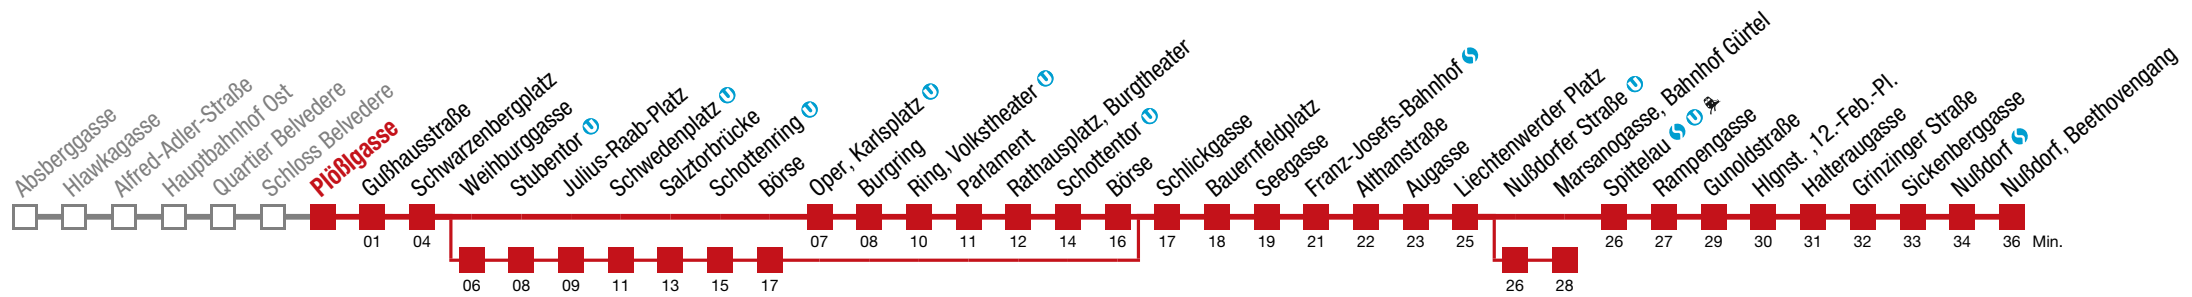 Absberggasse
Hlawkagasse
Alfred-Adler-Straße
Hauptbahnhof Ost
Quartier Belvedere
Schloss Belvedere
Plößlgasse
Gußhausstraße
Schwarzenbergplatz
Weihburggasse
Stubentor U
Julius-Raab-Platz
Schwedenplatz U
Salztorbrücke
Schottenring U
Börse
Oper, Karlsplatz U
Burgring
Ring, Volkstheater U
Parlament
Rathausplatz, Burgtheater
Schottentor U
Börse
Schlickgasse
Bauernfeldplatz
Seegasse
Franz-Josefs-Bahnhof S
Althanstraße
Augasse
Liechtenwerder Platz
Nußdorfer Straße U
Marsanogasse, Bahnhof Gürtel
Spittelau S U
Rampengasse
Gunoldstraße
Hlgnst. , 12.-Feb.-Pl.
Halteraugasse
Grinzinger Straße
Sickenberggasse
Nußdorf S
Nußdorf, Beethovengang
01 04 07 08 10 11 12 14 16 17 18 19 21 22 23 25 26 27 29 30 31 32 33 34 36 Min.
06 08 09 11 13 15 17 26 28